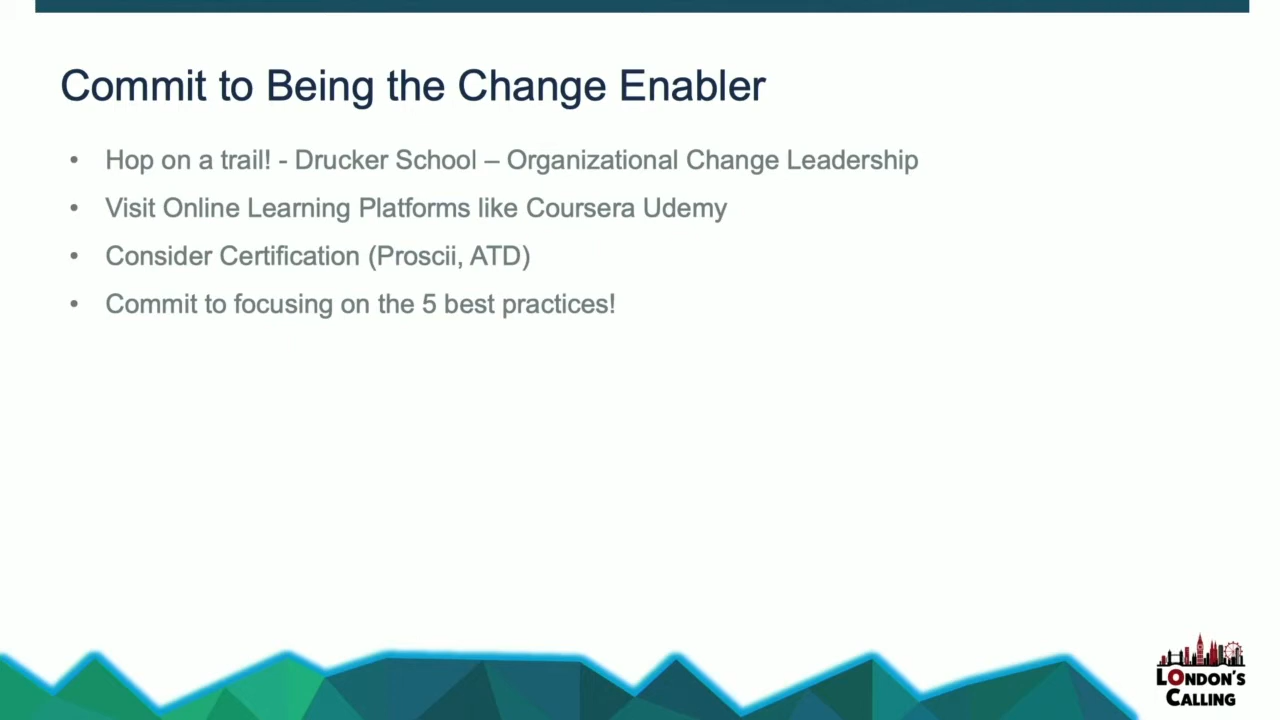 Commit to Being the Change Enabler
• Hop on a trail! - Drucker School – Organizational Change Leadership
• Visit Online Learning Platforms like Coursera Udemy
• Consider Certification (Proscii, ATD)
• Commit to focusing on the 5 best practices!
LONDON'S
CALLING